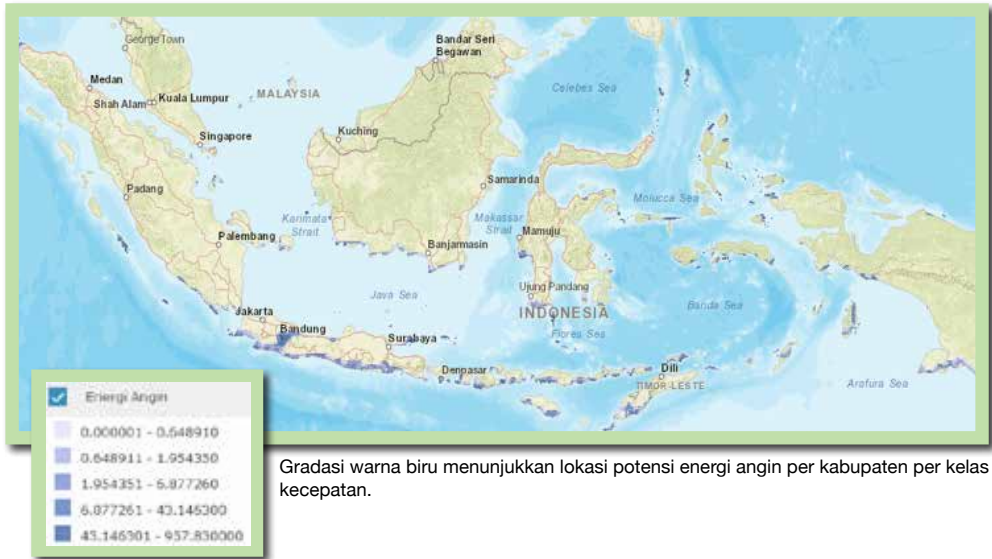 George Town
Bandar Seri
Begawan
Medan
Celebes Sea
Shah Alam
Kuala Lumpur
MALAYSIA
Singapore
Kuching
Samarinda
Padang
Molucca Sea
Karimata
Strait
Makassar
Strait
Mamuju
Palembang
Banjarmasin
Java Sea
Ujung Pandang
Banda Sea
Jakarta
INDONESIA
Bandung
Flores Sea
Surabaya
Denpasar
Dili
TIMOR-LESTE
Arafura Sea
Energi Angin
0.000001 - 0.648910
0.648911 - 1.954350
1.954351 - 6.877260
6.877261 - 43.146300
43.146301 - 957.830000
Gradasi warna biru menunjukkan lokasi potensi energi angin per kabupaten per kelas
kecepatan.